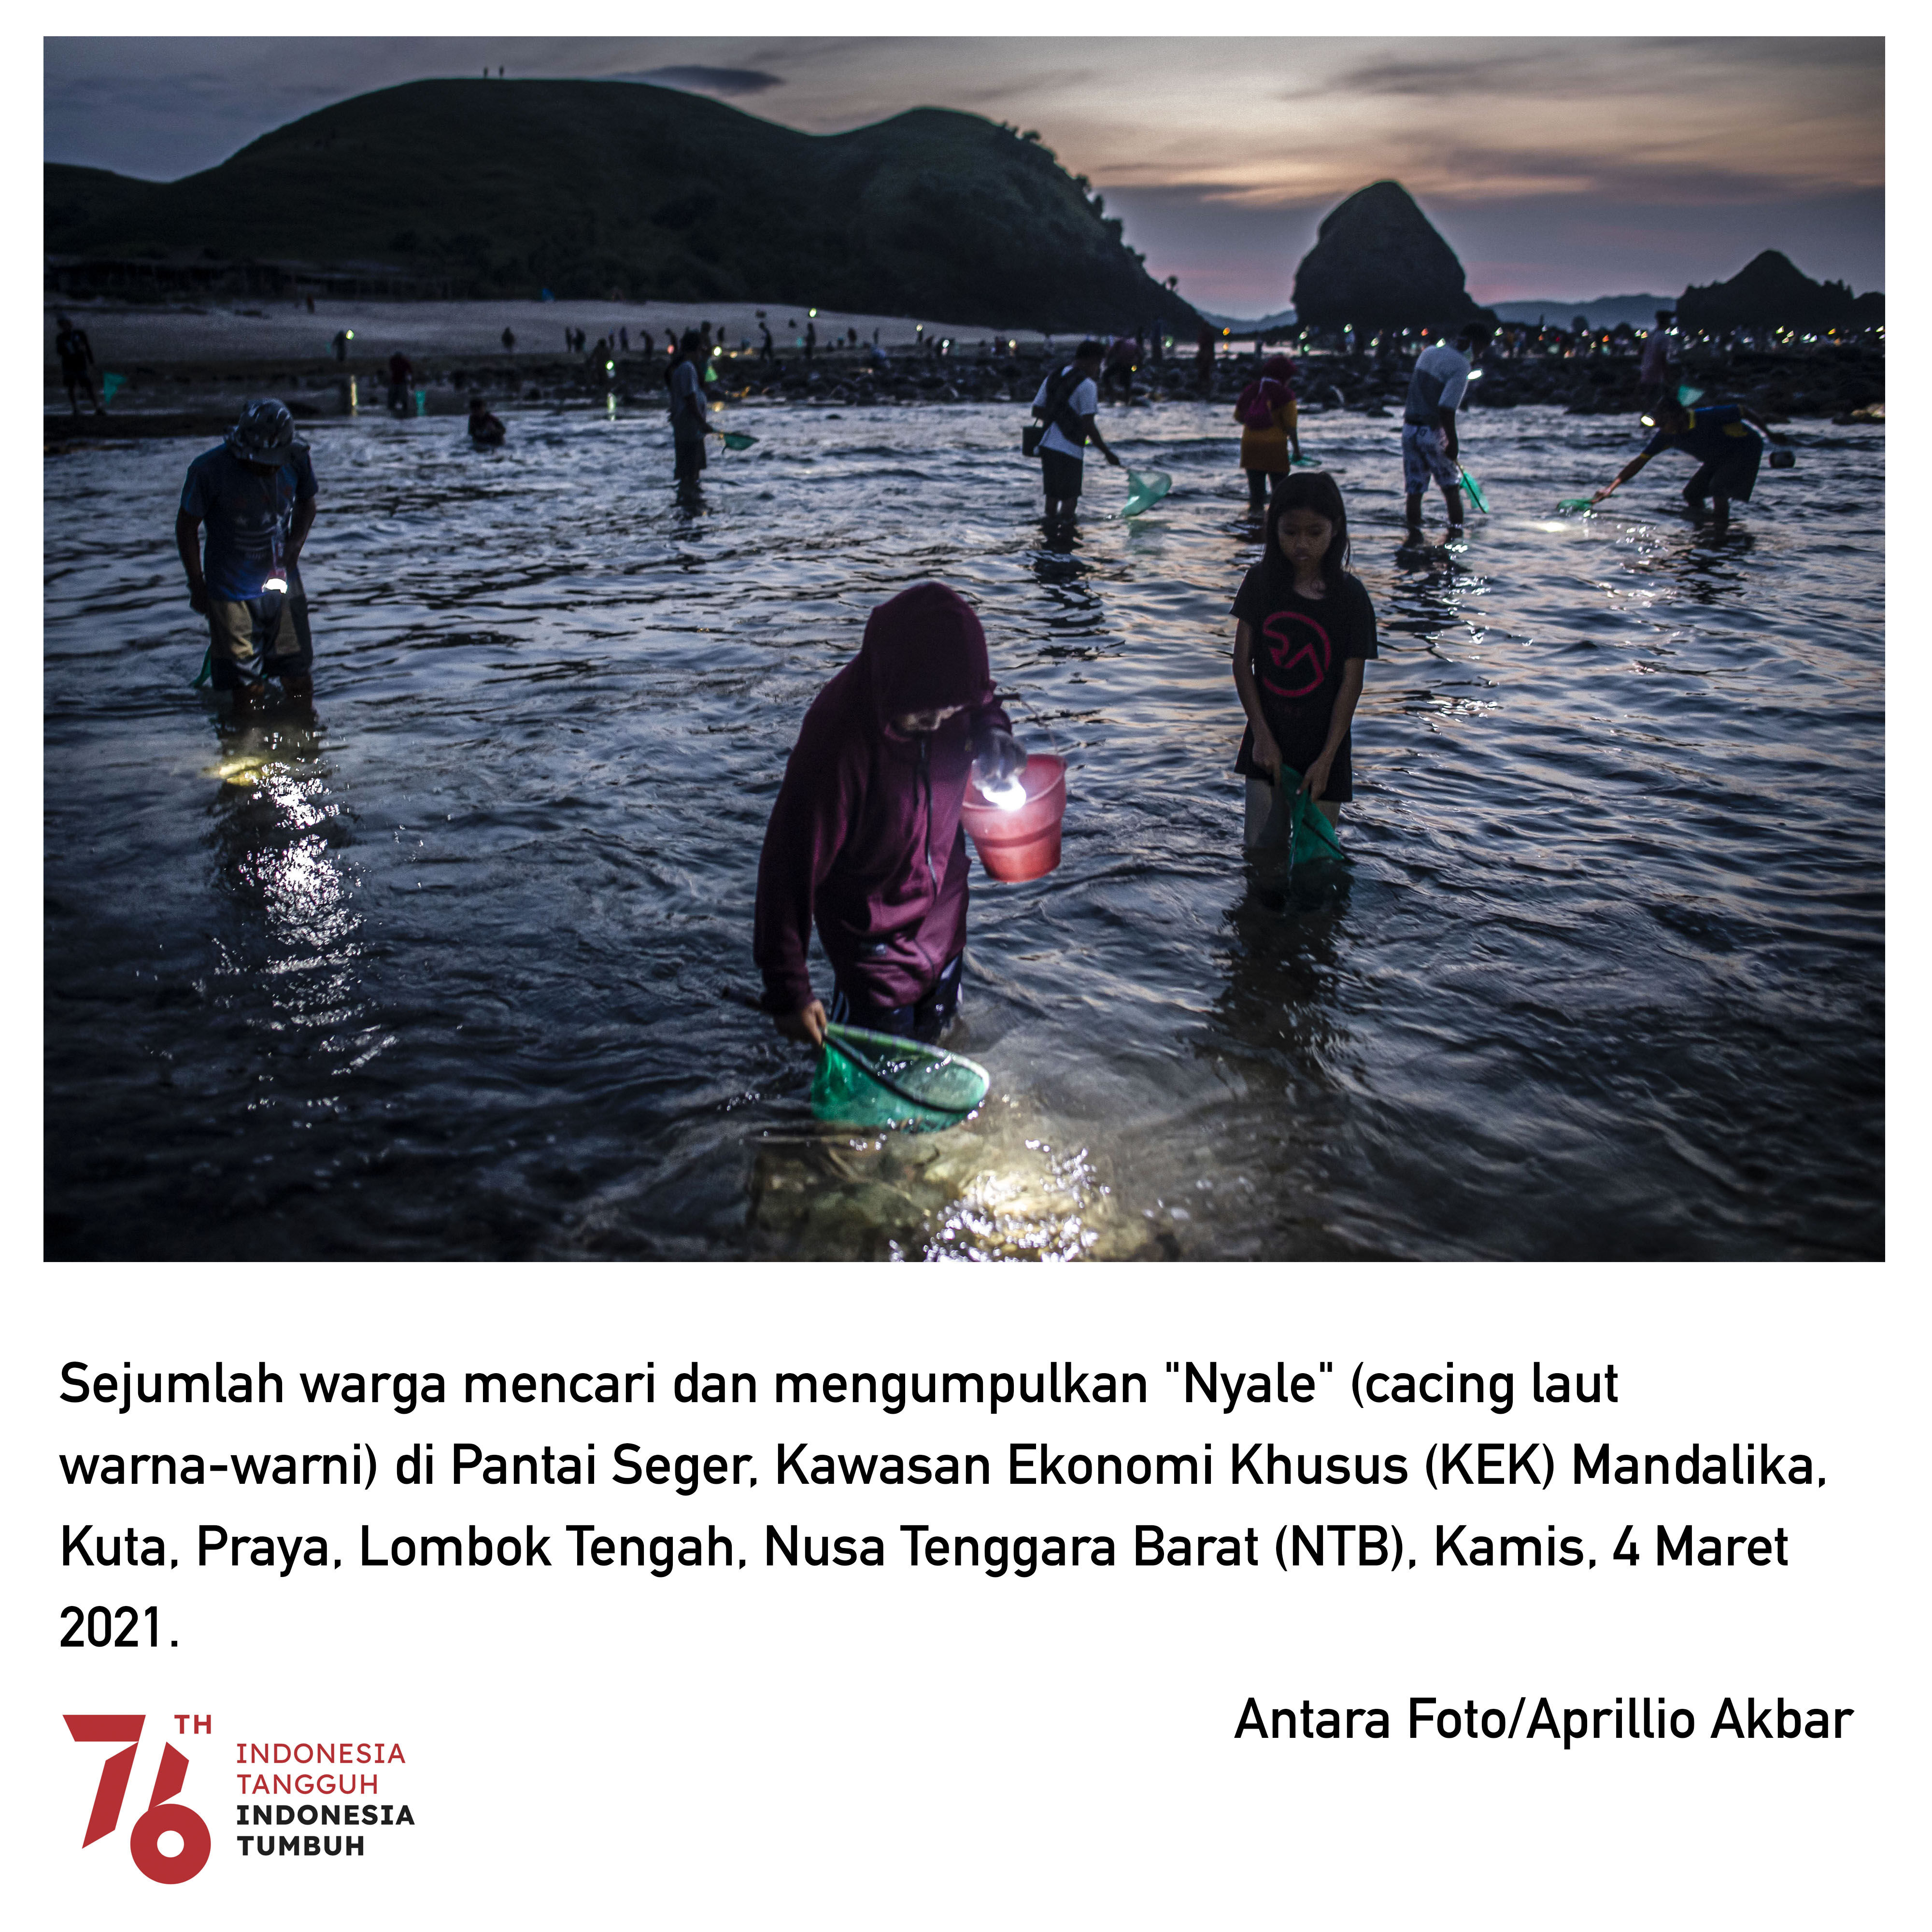 Sejumlah warga mencari dan mengumpulkan "Nyale" (cacing laut
warna-warni) di Pantai Seger, Kawasan Ekonomi Khusus (KEK) Mandalika,
Kuta, Praya, Lombok Tengah, Nusa Tenggara Barat (NTB), Kamis, 4 Maret
2021.
Antara Foto/Aprillio Akbar
76TH
INDONESIA
TANGGUH
INDONESIA
TUMBUH